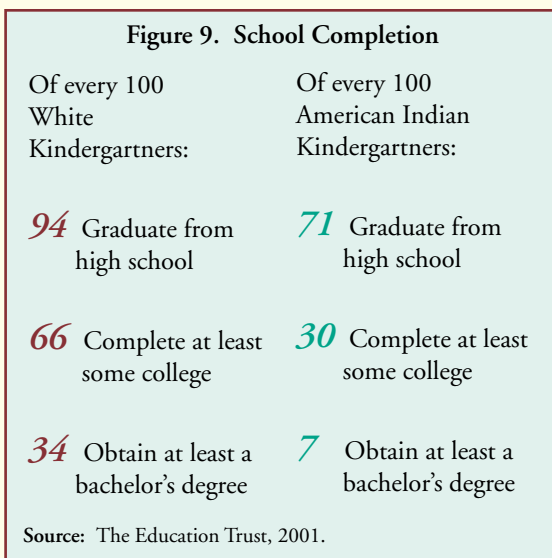 Figure 9. School Completion
Of every 100
White
Kindergartners:
94 Graduate from
high school
66 Complete at least
some college
34 Obtain at least a
bachelor's degree
Of every 100
American Indian
Kindergartners:
71 Graduate from
high school
30 Complete at least
some college
7 Obtain at least a
bachelor's degree
Source: The Education Trust, 2001.